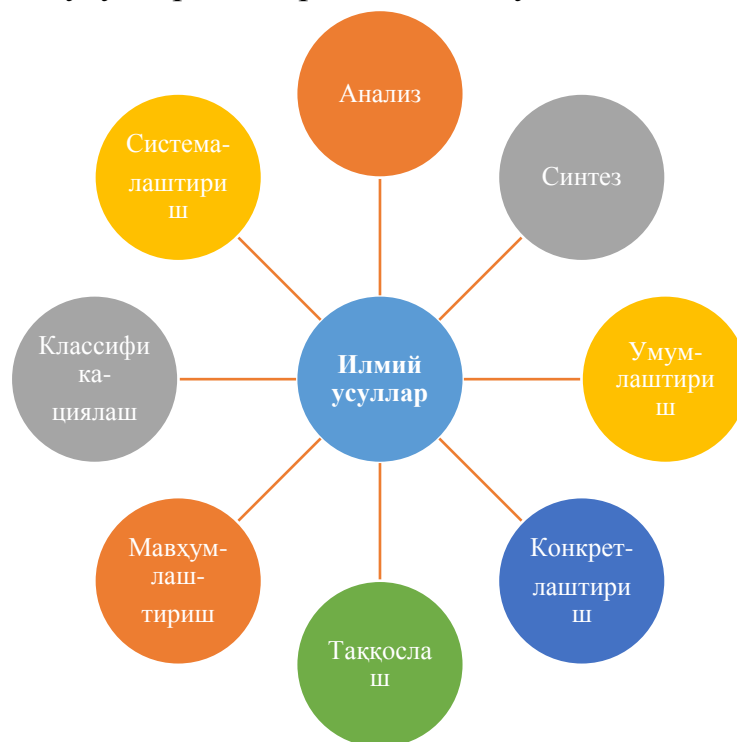 Анализ
Синтез
Умум-
лаштири
ш
Конкрет-
лаштири
ш
Таққосла
ш
Мавҳум-
лаш-
тириш
Классифи
ка-
циялаш
Система-
лаштири
ш
Илмий
усуллар